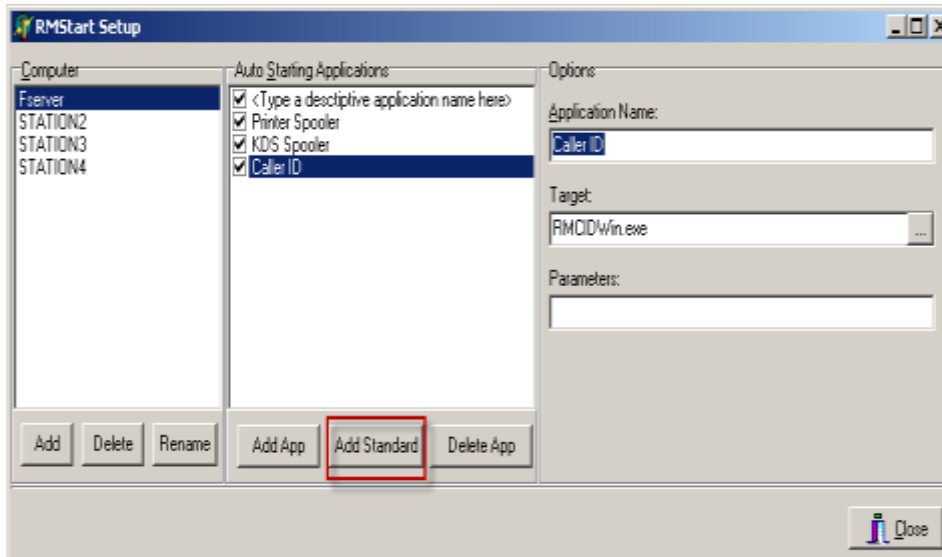 RMStart Setup
Computer
Fserver
STATION2
STATION3
STATION4
Add
Delete
Rename
Auto Starting Applications
<Type a desctiptive application name here>
Printer Spooler
KDS Spooler
Caller ID
Add App
Add Standard
Delete App
Options
Application Name:
Caller ID
Target:
RMCIDWin.exe
...
Parameters:
Close